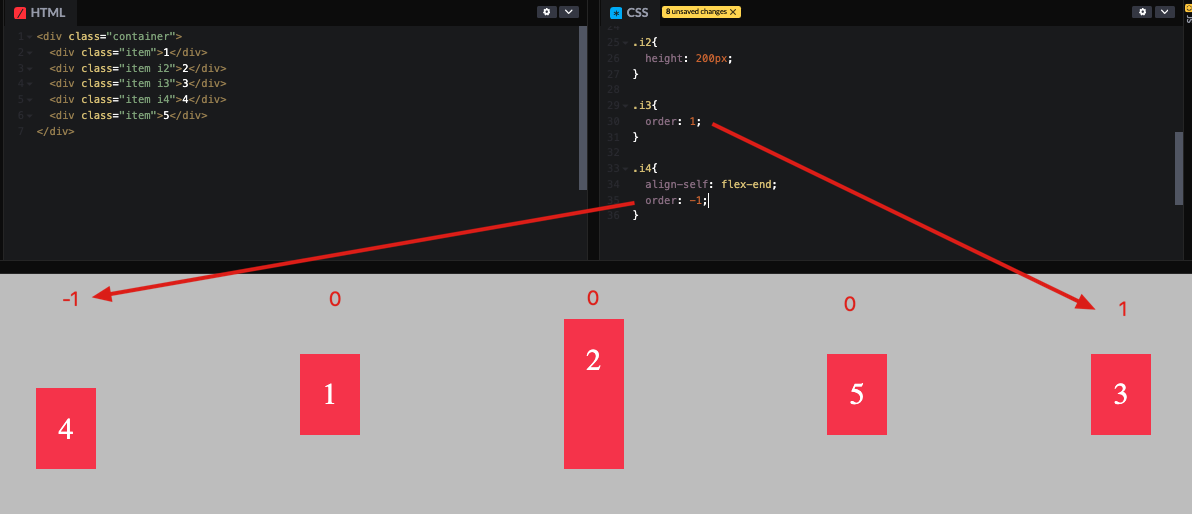 HTML
1 <div class="container">
2 <div class="item">1</div>
3 <div class="item i2">2</div>
4 <div class="item i3">3</div>
5 <div class="item i4">4</div>
6 <div class="item">5</div>
7 </div>
CSS
8 unsaved changes X
JS
24
25 .i2{
26 height: 200px;
27 }
28
29 .i3{
30 order: 1;
31 }
32
33 .i4{
34 align-self: flex-end;
35 order: -1;
36 }
-1 0 0 0 1
4 1 2 5 3